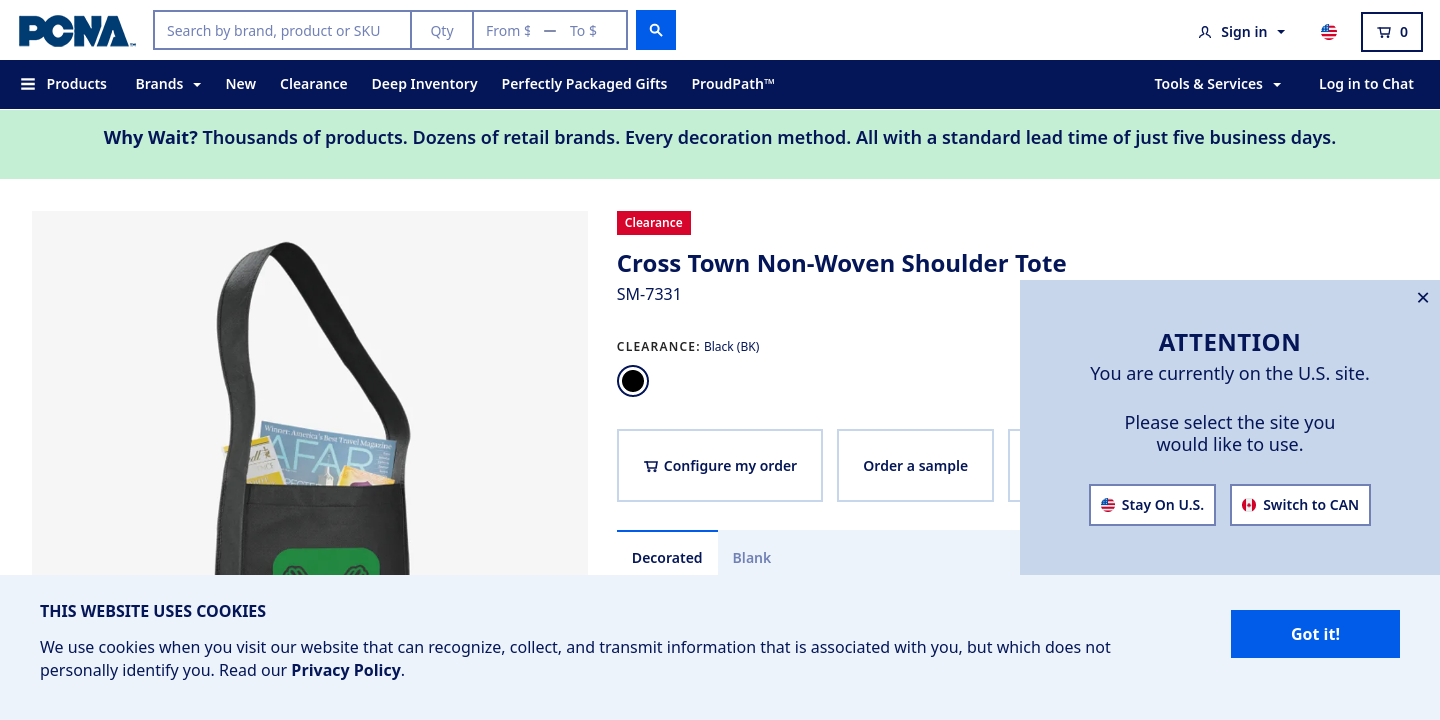 PCNA
Search by brand, product or SKU
Qty
From $ — To $
Sign in
0
Products
Brands
New
Clearance
Deep Inventory
Perfectly Packaged Gifts
ProudPath™
Tools & Services
Log in to Chat
Why Wait? Thousands of products. Dozens of retail brands. Every decoration method. All with a standard lead time of just five business days.
Clearance
Cross Town Non-Woven Shoulder Tote
SM-7331
CLEARANCE: Black (BK)
Configure my order
Order a sample
Decorated
Blank
Winter: America's Best Travel Magazine
AFAR
×
ATTENTION
You are currently on the U.S. site.
Please select the site you
would like to use.
Stay On U.S.
Switch to CAN
THIS WEBSITE USES COOKIES
We use cookies when you visit our website that can recognize, collect, and transmit information that is associated with you, but which does not
personally identify you. Read our Privacy Policy.
Got it!